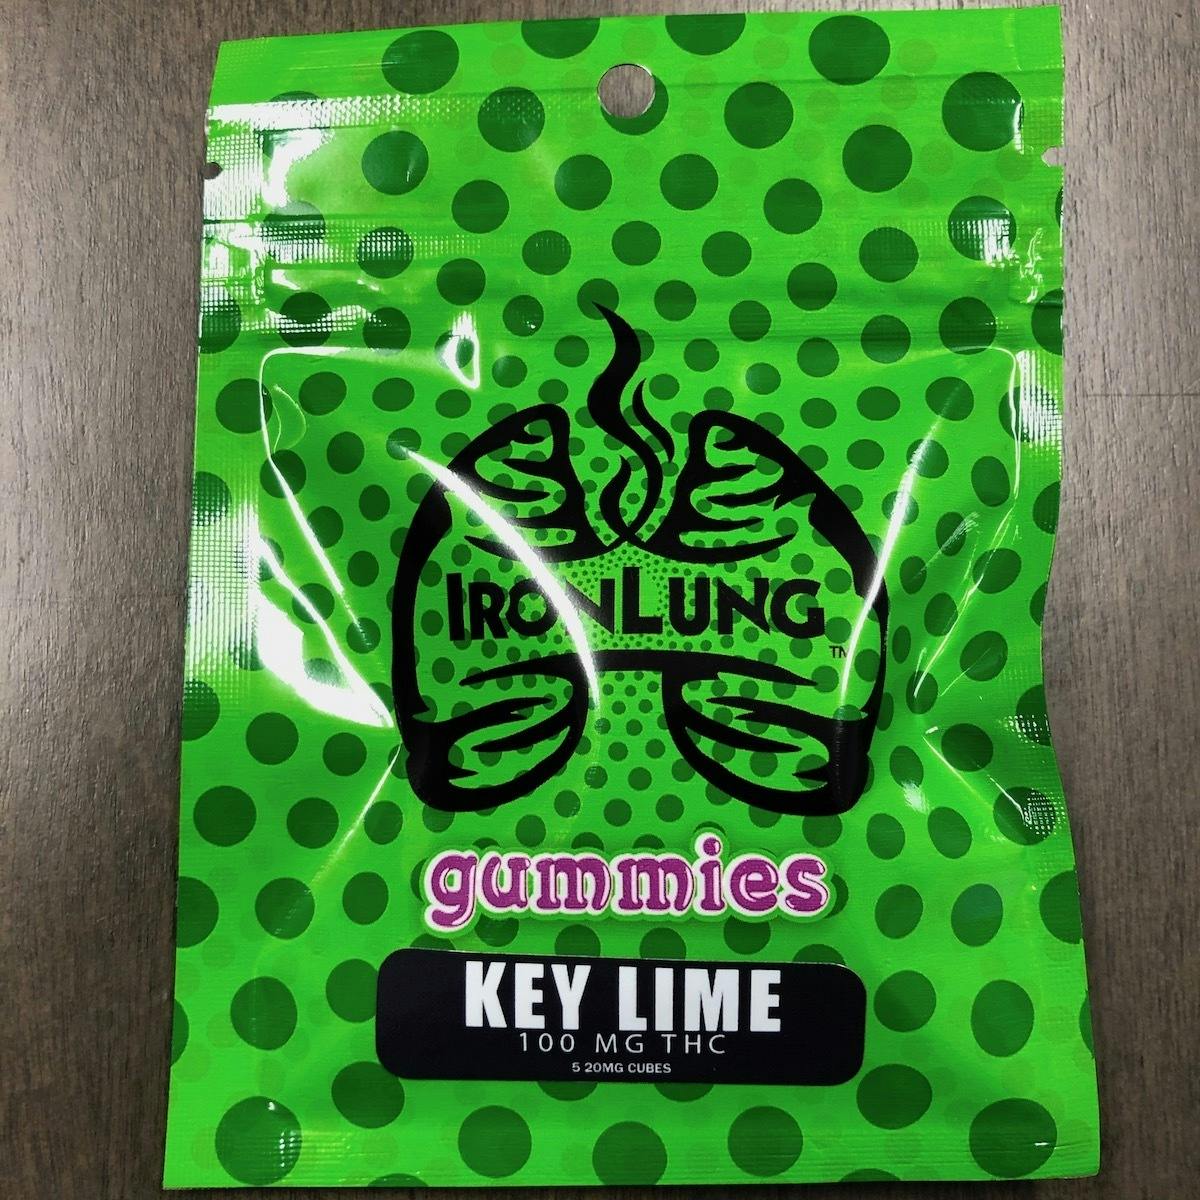 IRONLUNG
TM
gummies
KEY LIME
100 MG THC
5 20MG CUBES